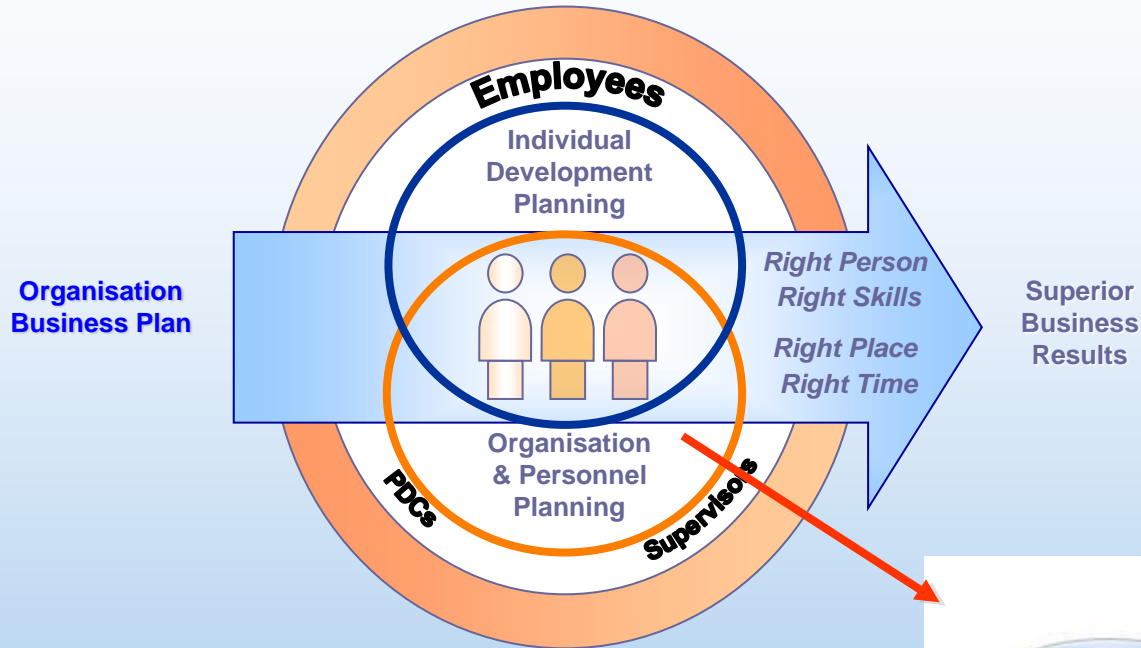 Employees
Individual
Development
Planning
Organisation
Business Plan
Right Person
Right Skills
Right Place
Right Time
Superior
Business
Results
Organisation
& Personnel
Planning
PDCs
Supervisors